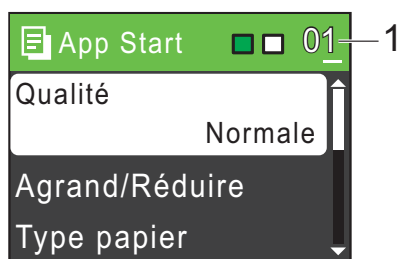 App Start 01 1
Qualité
Normale
Agrand/Réduire
Type papier